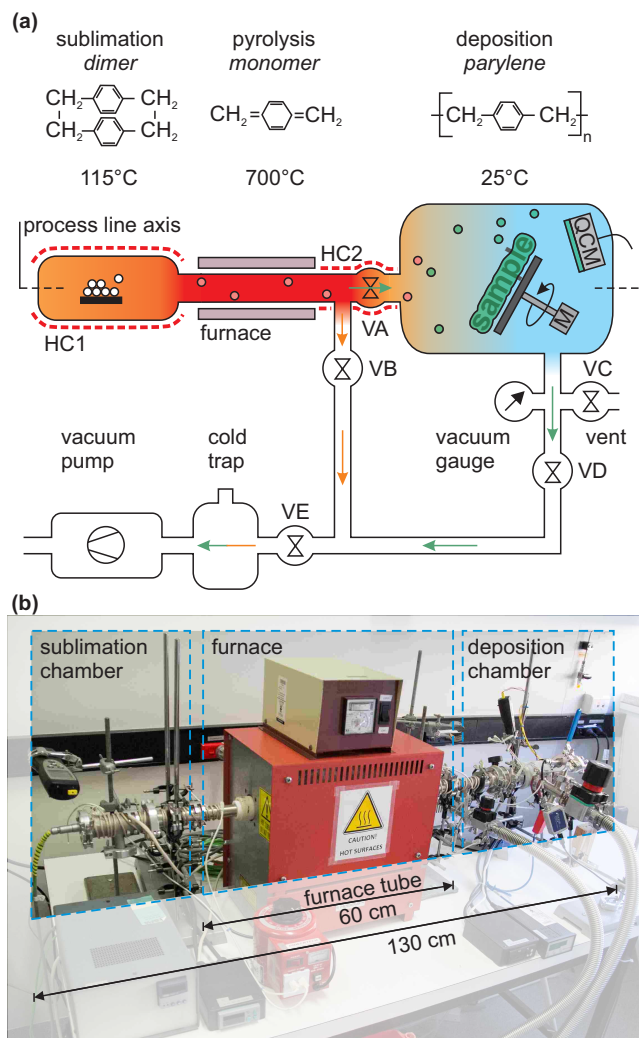 (a)
sublimation
dimer
pyrolysis
monomer
deposition
parylene
CH2 CH2
CH2 CH2
CH2 CH2
CH2 CH2 n
115°C
700°C
25°C
process line axis
HC1
furnace
HC2
VA
sample
M
QCM
VB
VC
vacuum
gauge
vent
VD
vacuum
pump
cold
trap
VE
(b)
sublimation
chamber
furnace
deposition
chamber
CAUTION!
HOT SURFACES
furnace tube
60 cm
130 cm